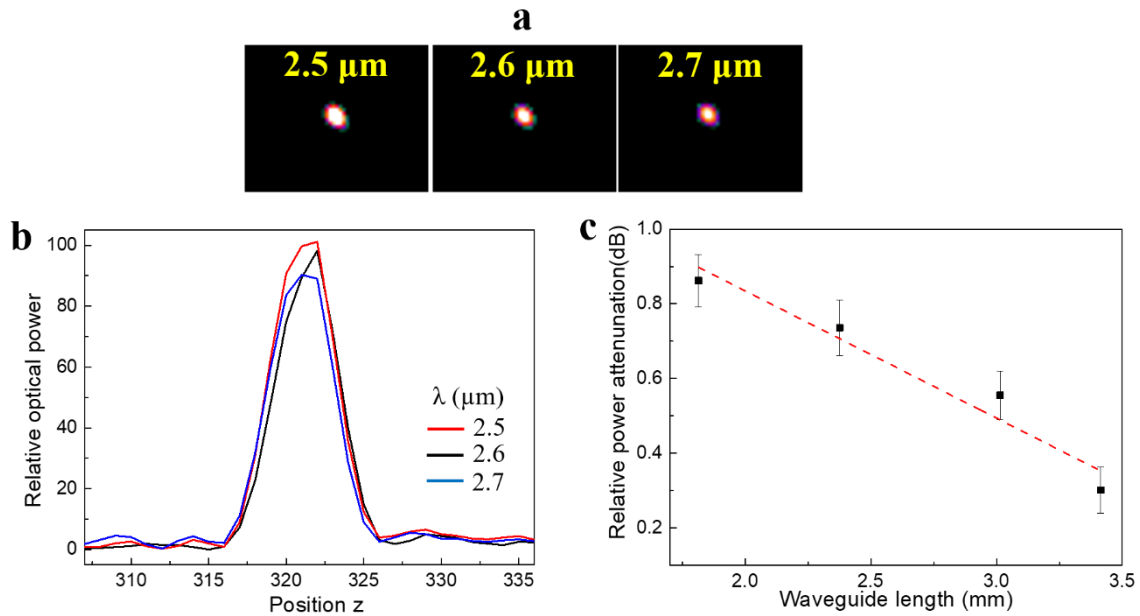 a
2.5 μm
2.6 μm
2.7 μm
b
Relative optical power
100
80
60
40
20
0
310
315
320
325
330
335
Position z
λ (μm)
2.5
2.6
2.7
c
Relative power attenunation(dB)
1.0
0.8
0.6
0.4
0.2
2.0
2.5
3.0
3.5
Waveguide length (mm)